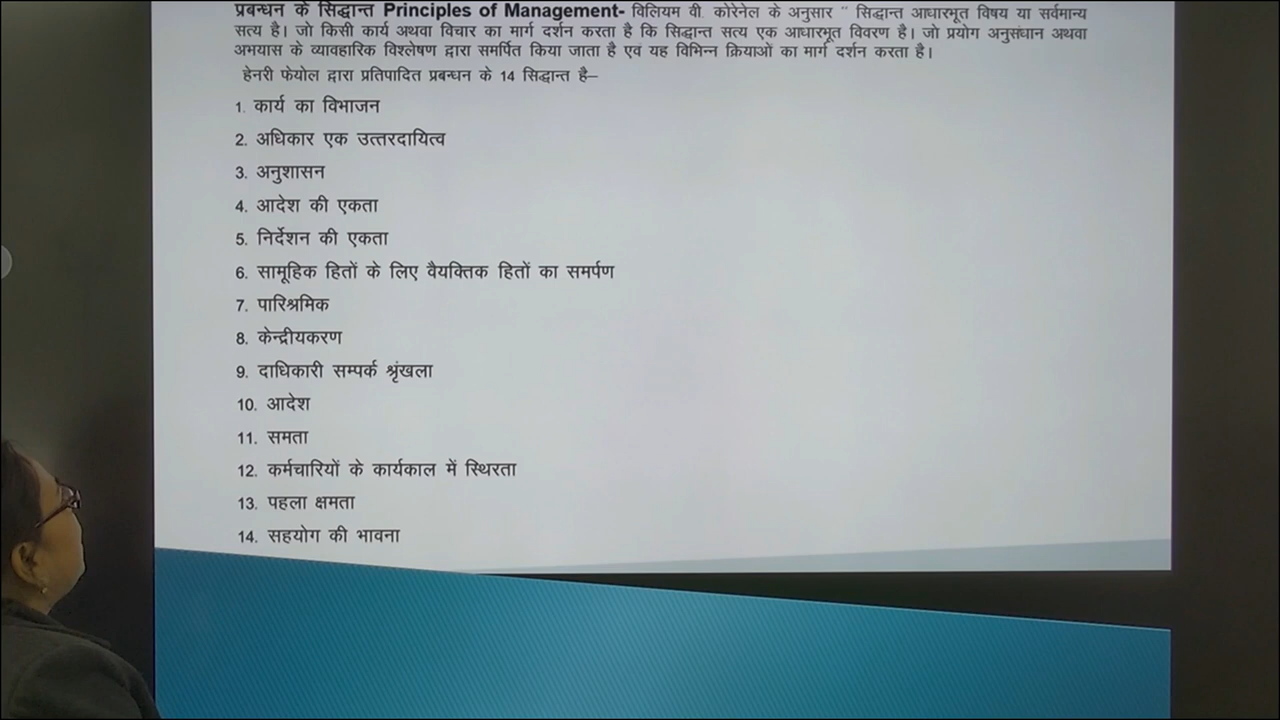 प्रबन्धन के सिद्धान्त Principles of Management- विलियम वी. कोरेनेल के अनुसार “ सिद्धान्त आधारभूत विषय या सर्वमान्य
सत्य है। जो किसी कार्य अथवा विचार का मार्ग दर्शन करता है कि सिद्धान्त सत्य एक आधारभूत विवरण है। जो प्रयोग अनुसंधान अथवा
अभयास के व्यावहारिक विश्लेषण द्वारा समर्पित किया जाता है एवं यह विभिन्न क्रियाओं का मार्ग दर्शन करता है।
हेनरी फेयोल द्वारा प्रतिपादित प्रबन्धन के 14 सिद्धान्त है–
1. कार्य का विभाजन
2. अधिकार एक उत्तरदायित्व
3. अनुशासन
4. आदेश की एकता
5. निर्देशन की एकता
6. सामूहिक हितों के लिए वैयक्तिक हितों का समर्पण
7. पारिश्रमिक
8. केन्द्रीयकरण
9. दाधिकारी सम्पर्क श्रृंखला
10. आदेश
11. समता
12. कर्मचारियों के कार्यकाल में स्थिरता
13. पहला क्षमता
14. सहयोग की भावना